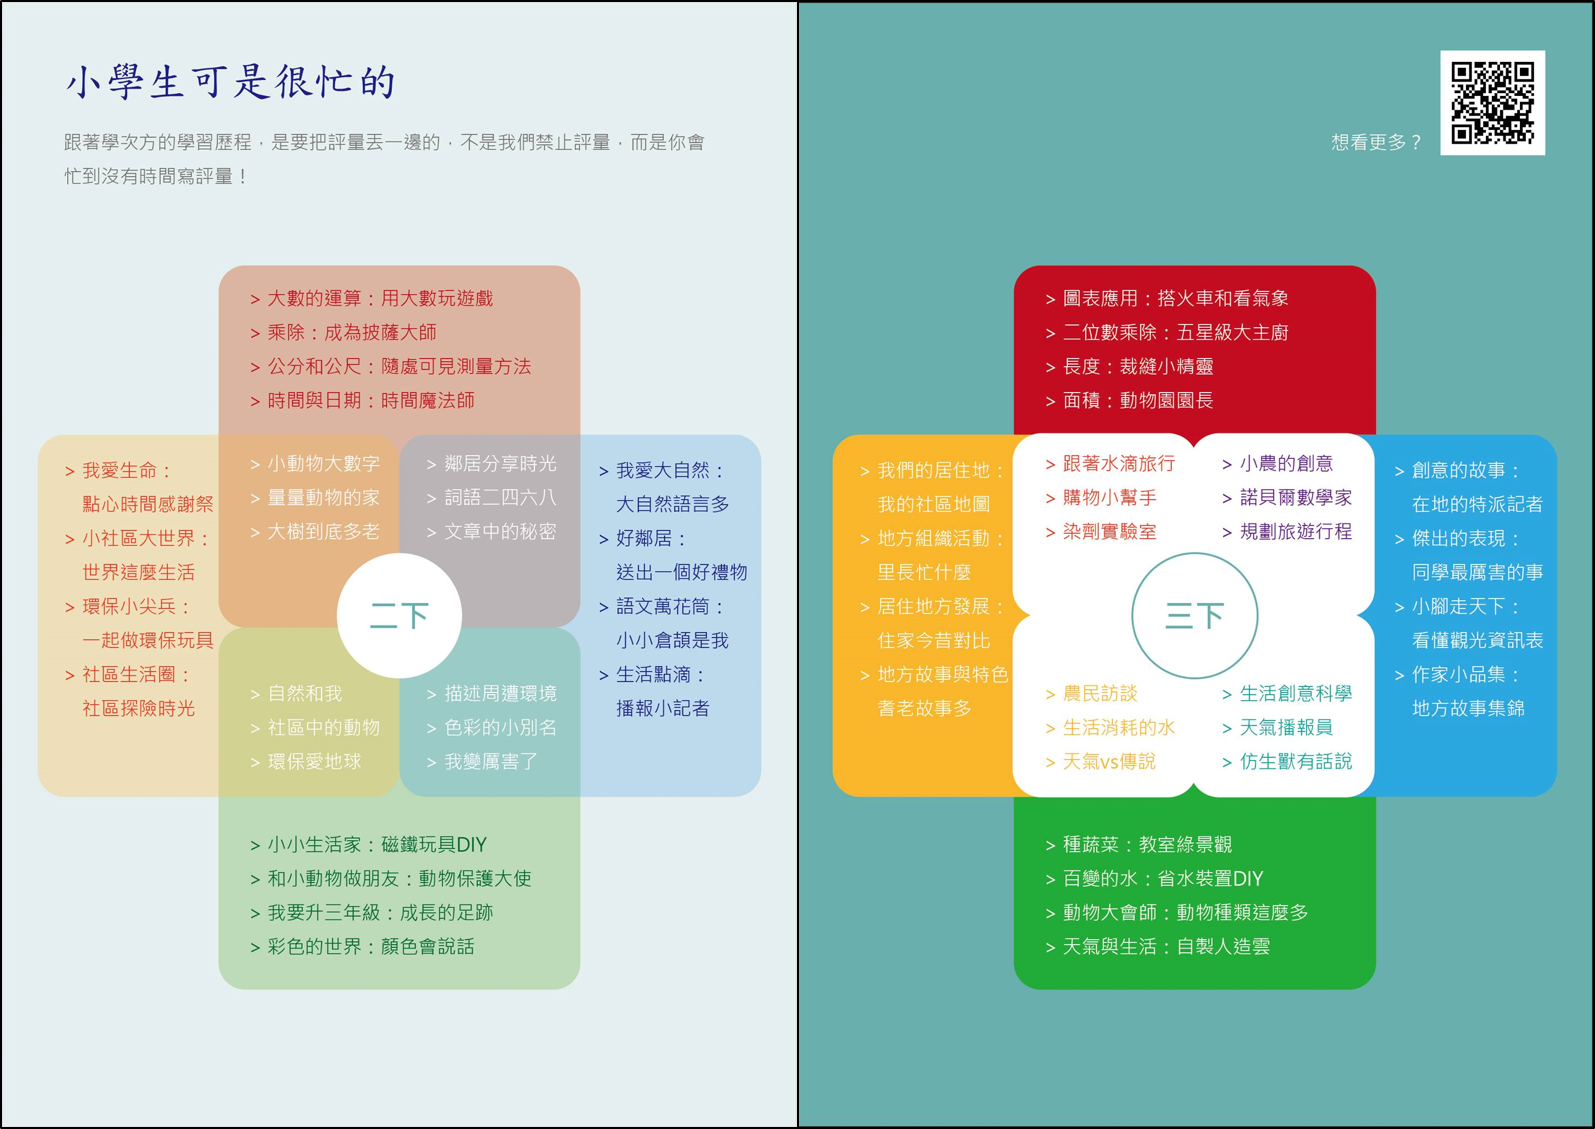 小學生可是很忙的
跟著學次方的學習歷程，是要把評量丟一邊的，不是我們禁止評量，而是你會
忙到沒有時間寫評量！
> 大數的運算：用大數玩遊戲
> 乘除：成為披薩大師
> 公分和公尺：隨處可見測量方法
> 時間與日期：時間魔法師
> 我愛生命：
點心時間感謝祭
> 小社區大世界：
世界這麼生活
> 環保小尖兵：
一起做環保玩具
> 社區生活圈：
社區探險時光
> 小動物大數字
> 量量動物的家
> 大樹到底多老
> 鄰居分享時光
> 詞語二四六八
> 文章中的秘密
> 我愛大自然：
大自然語言多
> 好鄰居：
送出一個好禮物
> 語文萬花筒：
小小倉頡是我
> 生活點滴：
播報小記者
二下
> 自然和我
> 社區中的動物
> 環保愛地球
> 描述周遭環境
> 色彩的小別名
> 我變厲害了
> 小小生活家：磁鐵玩具DIY
> 和小動物做朋友：動物保護大使
> 我要升三年級：成長的足跡
> 彩色的世界：顏色會說話
想看更多？
> 圖表應用：搭火車和看氣象
> 二位數乘除：五星級大主廚
> 長度：裁縫小精靈
> 面積：動物園園長
> 我們的居住地：
我的社區地圖
> 地方組織活動：
里長忙什麼
> 居住地方發展：
住家今昔對比
> 地方故事與特色
耆老故事多
> 跟著水滴旅行
> 購物小幫手
> 染劑實驗室
> 小農的創意
> 諾貝爾數學家
> 規劃旅遊行程
> 創意的故事：
在地的特派記者
> 傑出的表現：
同學最厲害的事
> 小腳走天下：
看懂觀光資訊表
> 作家小品集：
地方故事集錦
三下
> 農民訪談
> 生活消耗的水
> 天氣vs傳說
> 生活創意科學
> 天氣播報員
> 仿生獸有話說
> 種蔬菜：教室綠景觀
> 百變的水：省水裝置DIY
> 動物大會師：動物種類這麼多
> 天氣與生活：自製人造雲